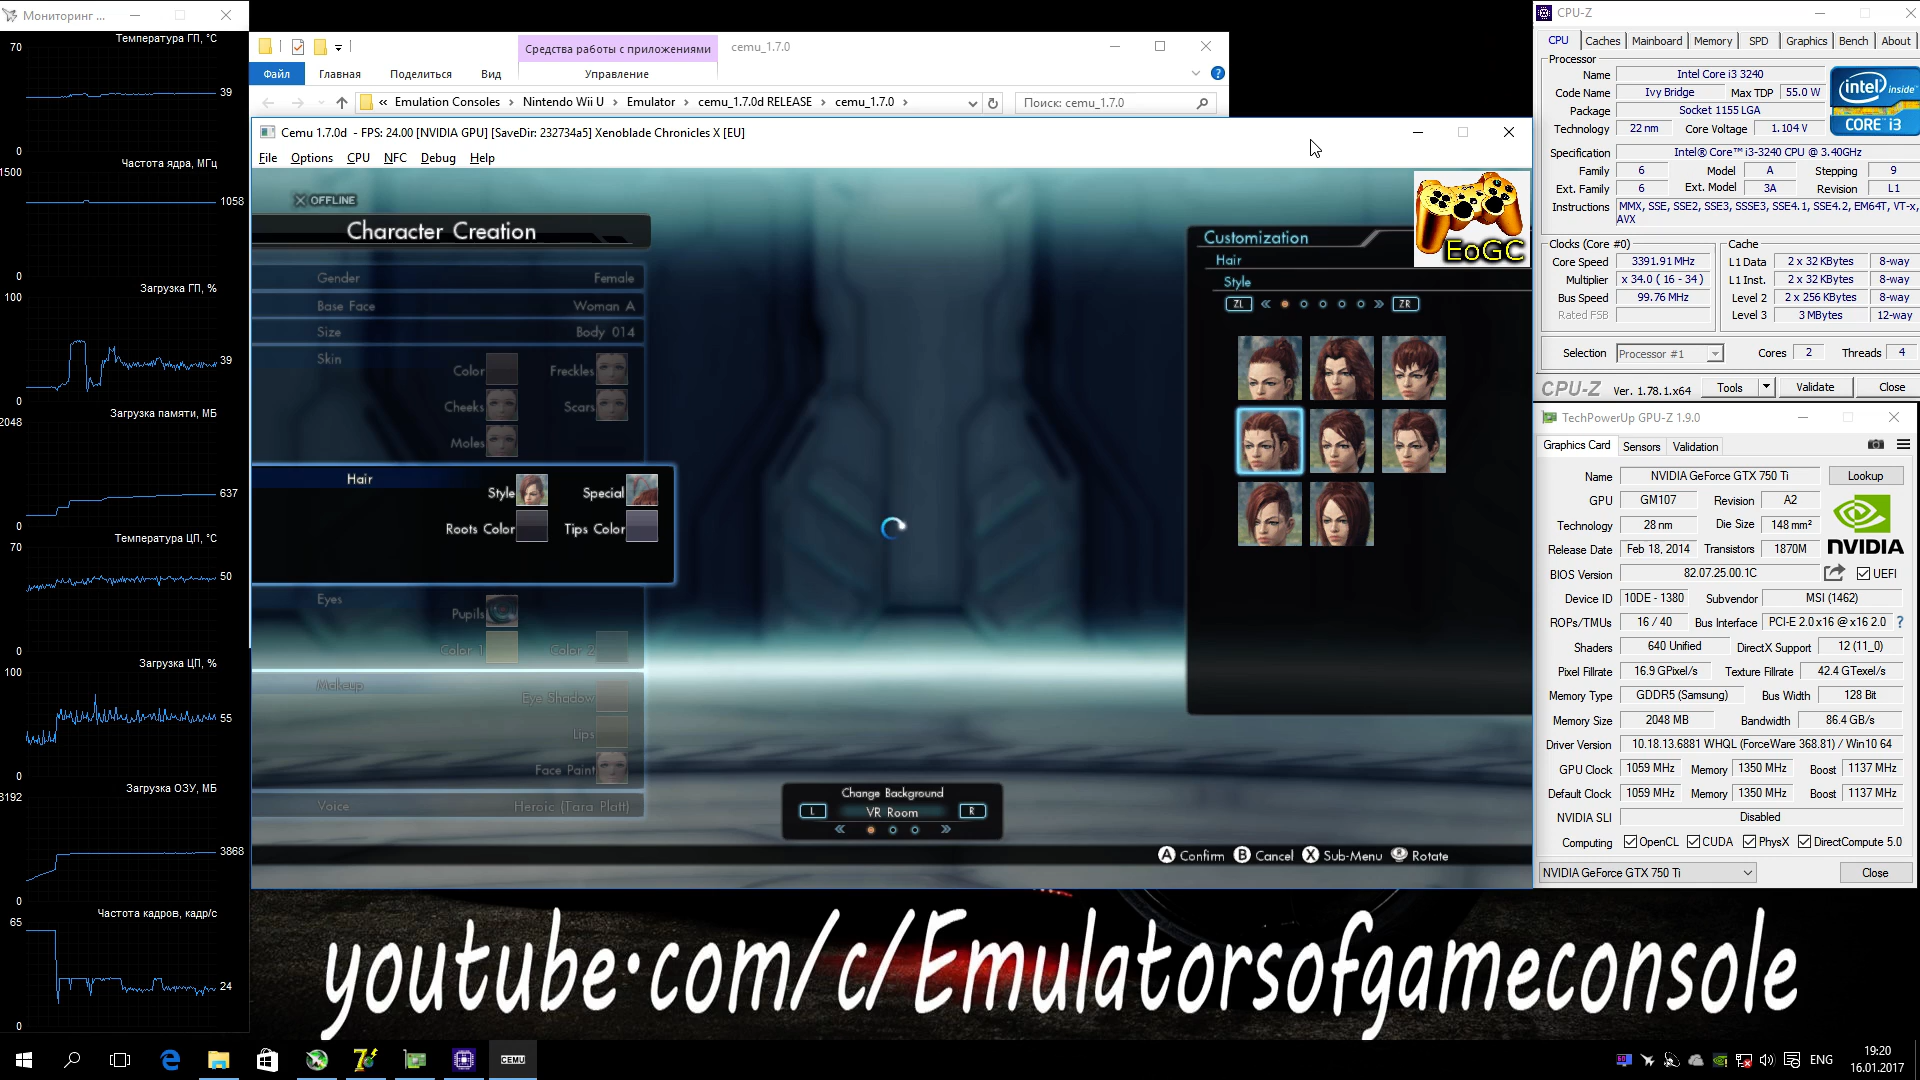 Мониторинг ...
Температура ГП, °C
70
39
0
Частота ядра, МГц
1500
1058
0
Загрузка ГП, %
100
39
0
Загрузка памяти, МБ
2048
637
0
Температура ЦП, °C
70
50
0
Загрузка ЦП, %
100
55
0
Загрузка ОЗУ, МБ
8192
3868
0
Частота кадров, кадр/с
65
24
0
Средства работы с приложениями
cemu_1.7.0
Файл
Главная
Поделиться
Вид
Управление
« Emulation Consoles > Nintendo Wii U > Emulator > cemu_1.7.0d RELEASE > cemu_1.7.0 >
Поиск: cemu_1.7.0
Cemu 1.7.0d - FPS: 24.00 [NVIDIA GPU] [SaveDir: 232734a5] Xenoblade Chronicles X [EU]
File Options CPU NFC Debug Help
OFFLINE
Character Creation
Gender Female
Base Face Woman A
Size Body 014
Skin
Color Freckles
Cheeks Scars
Moles
Hair
Style Special
Roots Color Tips Color
Eyes
Pupils
Color 1 Color 2
Makeup
Eye Shadow
Lips
Face Paint
Voice Heroic (Tara Platt)
Customization
Hair
Style
ZL ZR
EoGC
Change Background
L VR Room R
A Confirm B Cancel X Sub-Menu R Rotate
youtube.com/c/Emulatorsofgameconsole
CPU-Z
CPU Caches Mainboard Memory SPD Graphics Bench About
Processor
Name Intel Core i3 3240
Code Name Ivy Bridge Max TDP 55.0 W
Package Socket 1155 LGA
Technology 22 nm Core Voltage 1.104 V
intel inside
CORE i3
Specification Intel® Core™ i3-3240 CPU @ 3.40GHz
Family 6 Model A Stepping 9
Ext. Family 6 Ext. Model 3A Revision L1
Instructions MMX, SSE, SSE2, SSE3, SSSE3, SSE4.1, SSE4.2, EM64T, VT-x,
AVX
Clocks (Core #0)
Core Speed 3391.91 MHz
Multiplier x 34.0 ( 16 - 34 )
Bus Speed 99.76 MHz
Rated FSB
Cache
L1 Data 2 x 32 KBytes 8-way
L1 Inst. 2 x 32 KBytes 8-way
Level 2 2 x 256 KBytes 8-way
Level 3 3 MBytes 12-way
Selection Processor #1 Cores 2 Threads 4
CPU-Z Ver. 1.78.1.x64 Tools Validate Close
TechPowerUp GPU-Z 1.9.0
Graphics Card Sensors Validation
Name NVIDIA GeForce GTX 750 Ti Lookup
GPU GM107 Revision A2
Technology 28 nm Die Size 148 mm²
Release Date Feb 18, 2014 Transistors 1870M
NVIDIA
BIOS Version 82.07.25.00.1C UEFI
Device ID 10DE - 1380 Subvendor MSI (1462)
ROPs/TMUs 16 / 40 Bus Interface PCI-E 2.0 x16 @ x16 2.0 ?
Shaders 640 Unified DirectX Support 12 (11_0)
Pixel Fillrate 16.9 GPixel/s Texture Fillrate 42.4 GTexel/s
Memory Type GDDR5 (Samsung) Bus Width 128 Bit
Memory Size 2048 MB Bandwidth 86.4 GB/s
Driver Version 10.18.13.6881 WHQL (ForceWare 368.81) / Win10 64
GPU Clock 1059 MHz Memory 1350 MHz Boost 1137 MHz
Default Clock 1059 MHz Memory 1350 MHz Boost 1137 MHz
NVIDIA SLI Disabled
Computing OpenCL CUDA PhysX DirectCompute 5.0
NVIDIA GeForce GTX 750 Ti Close
CEMU
ENG
19:20
16.01.2017